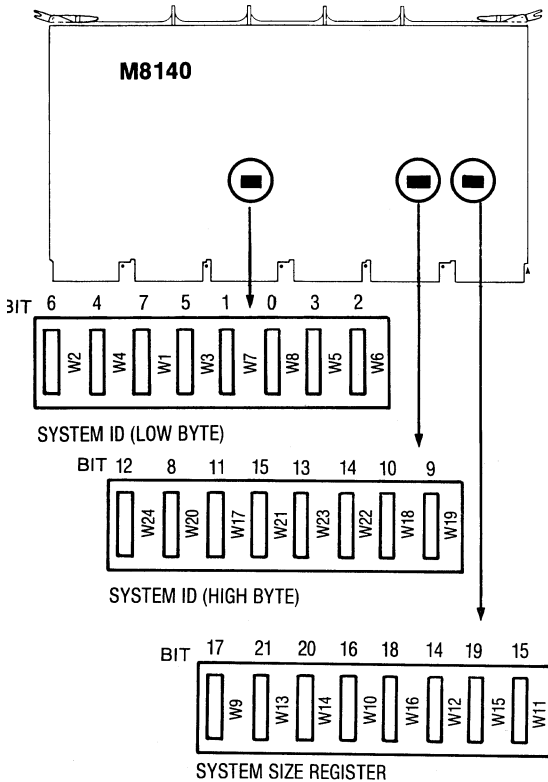 M8140
BIT 6 4 7 5 1 0 3 2
W2 W4 W1 W3 W7 W8 W5 W6
SYSTEM ID (LOW BYTE)
BIT 12 8 11 15 13 14 10 9
W24 W20 W17 W21 W23 W22 W18 W19
SYSTEM ID (HIGH BYTE)
BIT 17 21 20 16 18 14 19 15
W9 W13 W14 W10 W16 W12 W15 W11
SYSTEM SIZE REGISTER